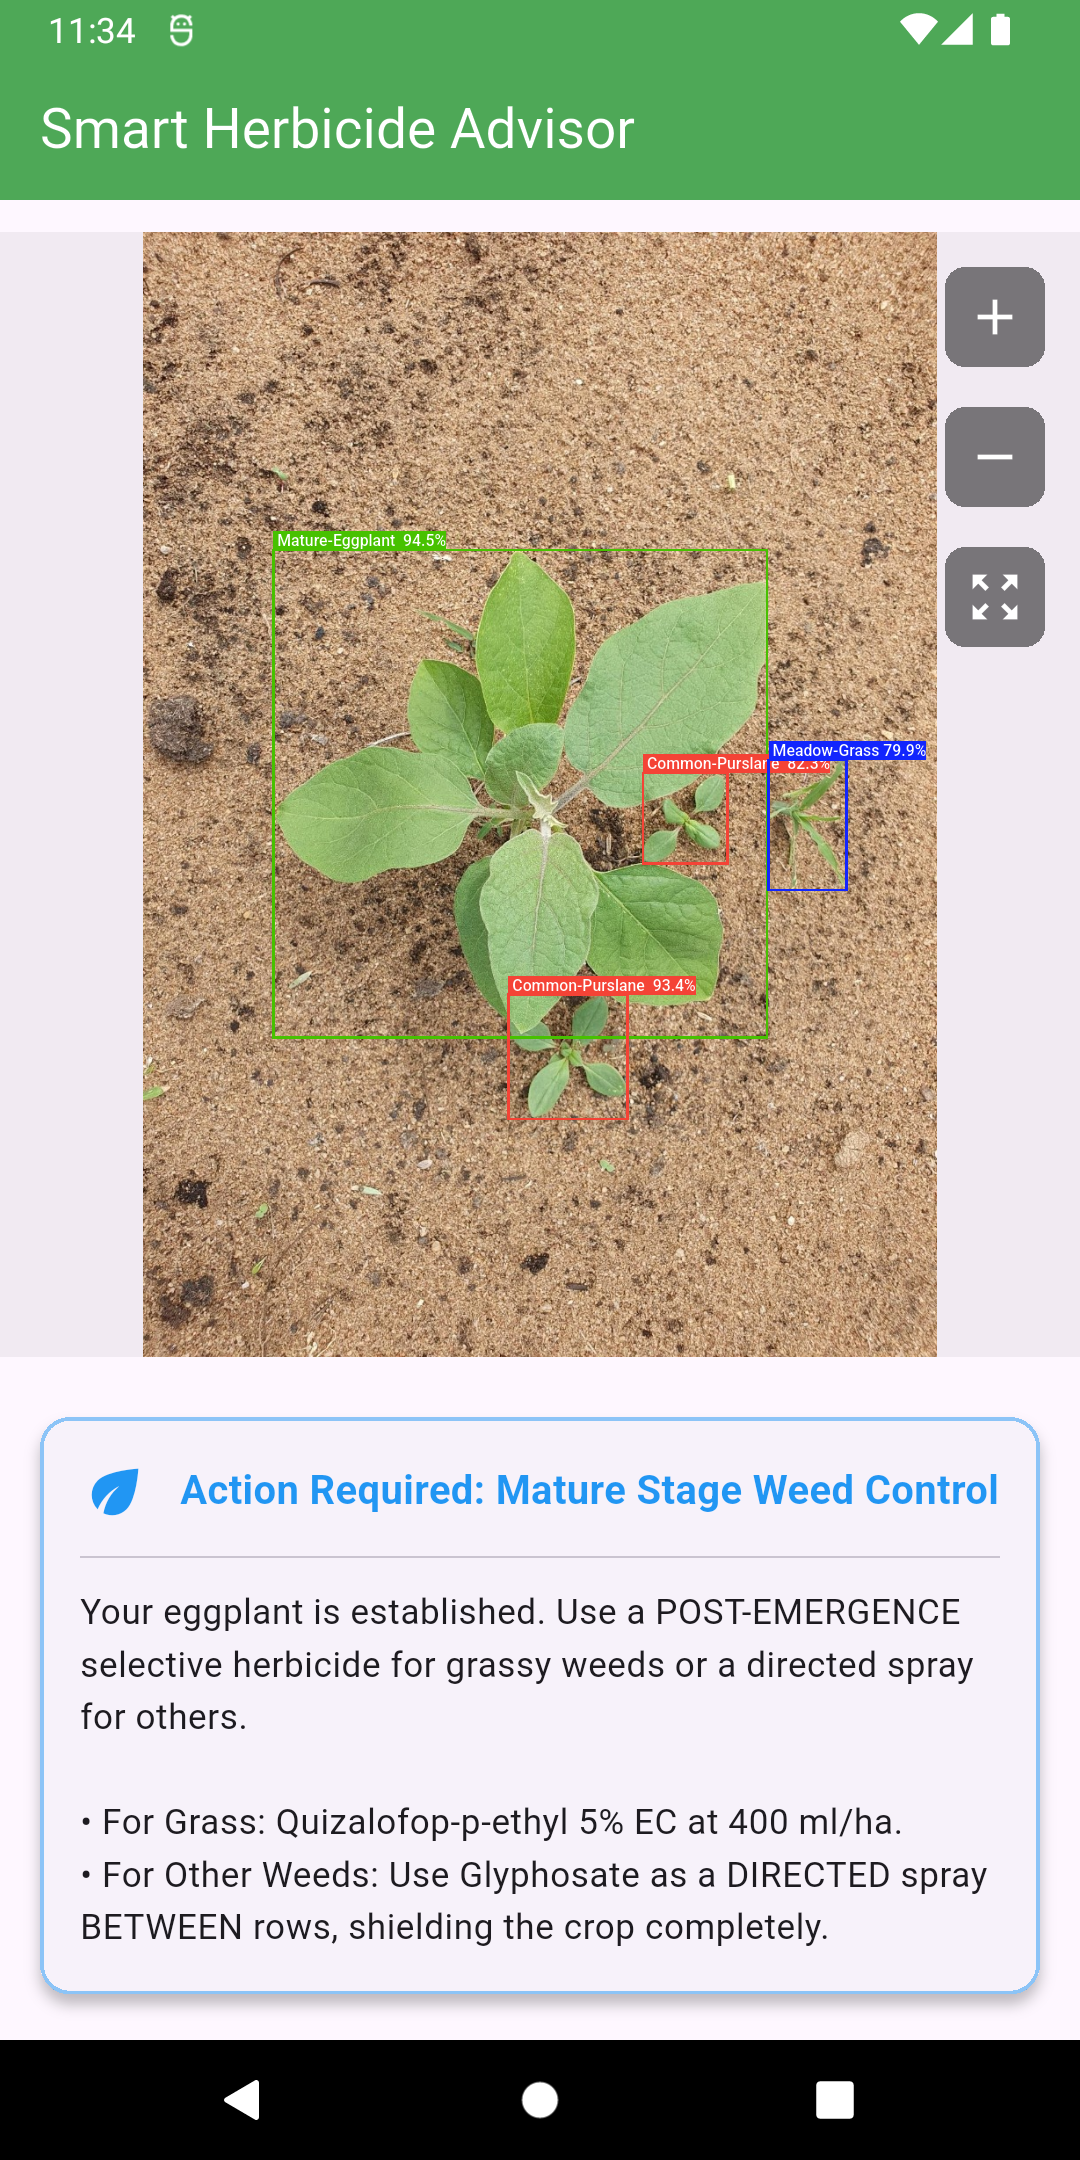 11:34
Smart Herbicide Advisor
Mature-Eggplant 94.5%
Meadow-Grass 79.9%
Common-Purslane 82.3%
Common-Purslane 93.4%
Action Required: Mature Stage Weed Control
Your eggplant is established. Use a POST-EMERGENCE
selective herbicide for grassy weeds or a directed spray
for others.
• For Grass: Quizalofop-p-ethyl 5% EC at 400 ml/ha.
• For Other Weeds: Use Glyphosate as a DIRECTED spray
BETWEEN rows, shielding the crop completely.